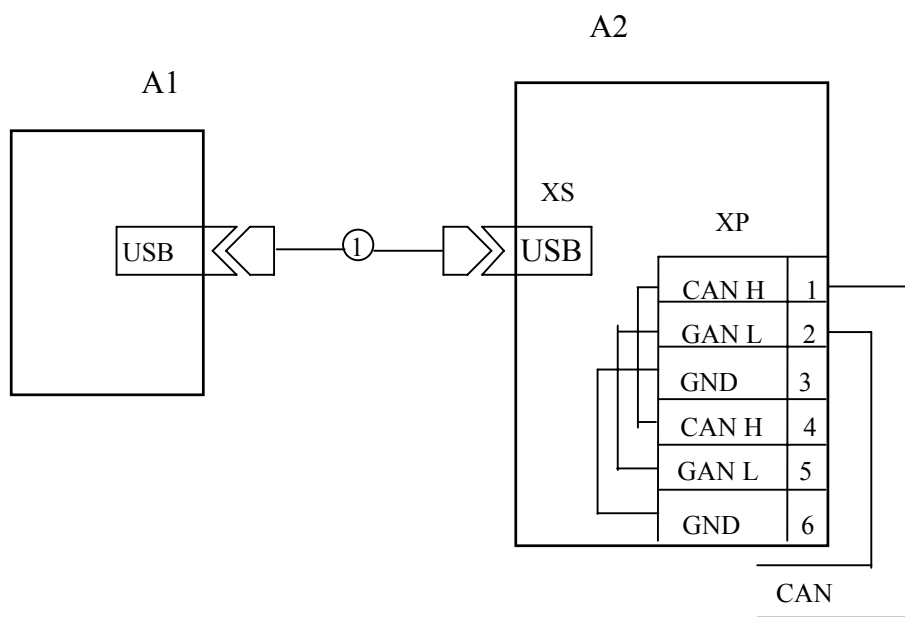 A2
A1
XS
XP
USB
1
USB
CAN H 1
GAN L 2
GND 3
CAN H 4
GAN L 5
GND 6
CAN